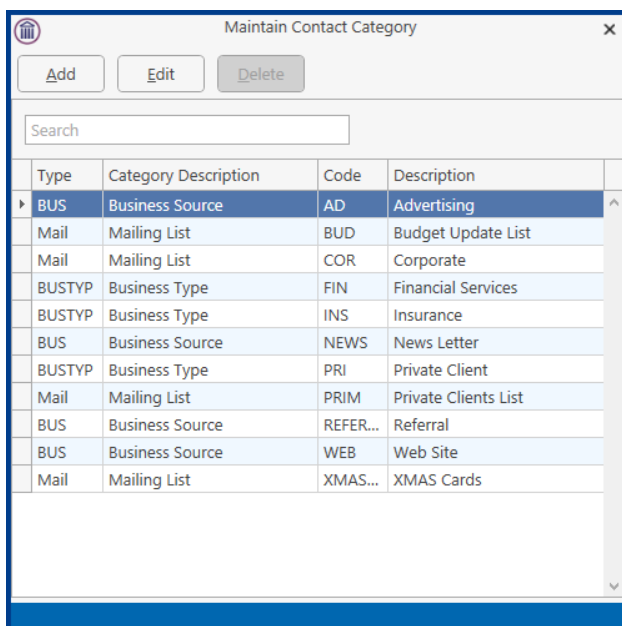 Maintain Contact Category
Add Edit Delete
Search
Type Category Description Code Description
BUS Business Source AD Advertising
Mail Mailing List BUD Budget Update List
Mail Mailing List COR Corporate
BUSTYP Business Type FIN Financial Services
BUSTYP Business Type INS Insurance
BUS Business Source NEWS News Letter
BUSTYP Business Type PRI Private Client
Mail Mailing List PRIM Private Clients List
BUS Business Source REFER... Referral
BUS Business Source WEB Web Site
Mail Mailing List XMAS... XMAS Cards